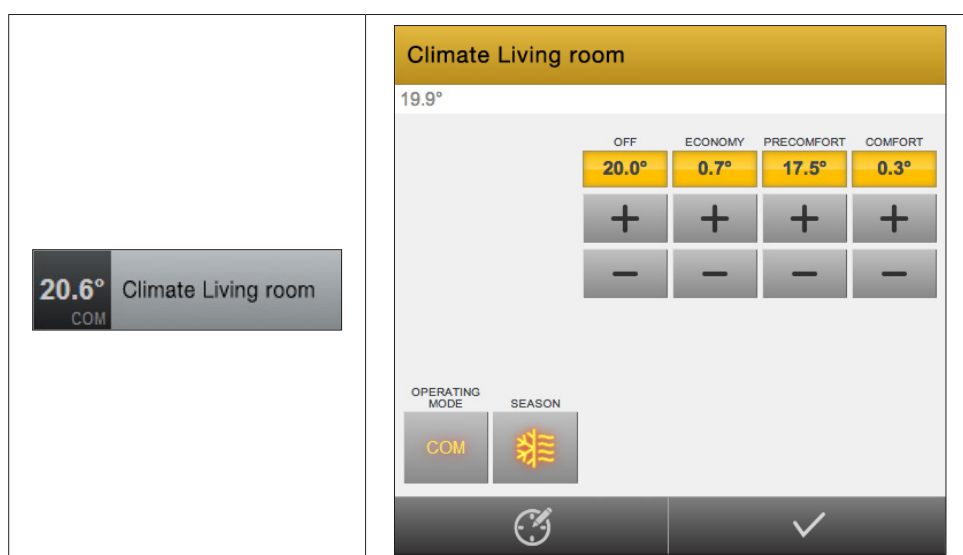 20.6°
COM
Climate Living room
Climate Living room
19.9°
OFF ECONOMY PRECOMFORT COMFORT
20.0° 0.7° 17.5° 0.3°
+ + + +
− − − −
OPERATING
MODE SEASON
COM